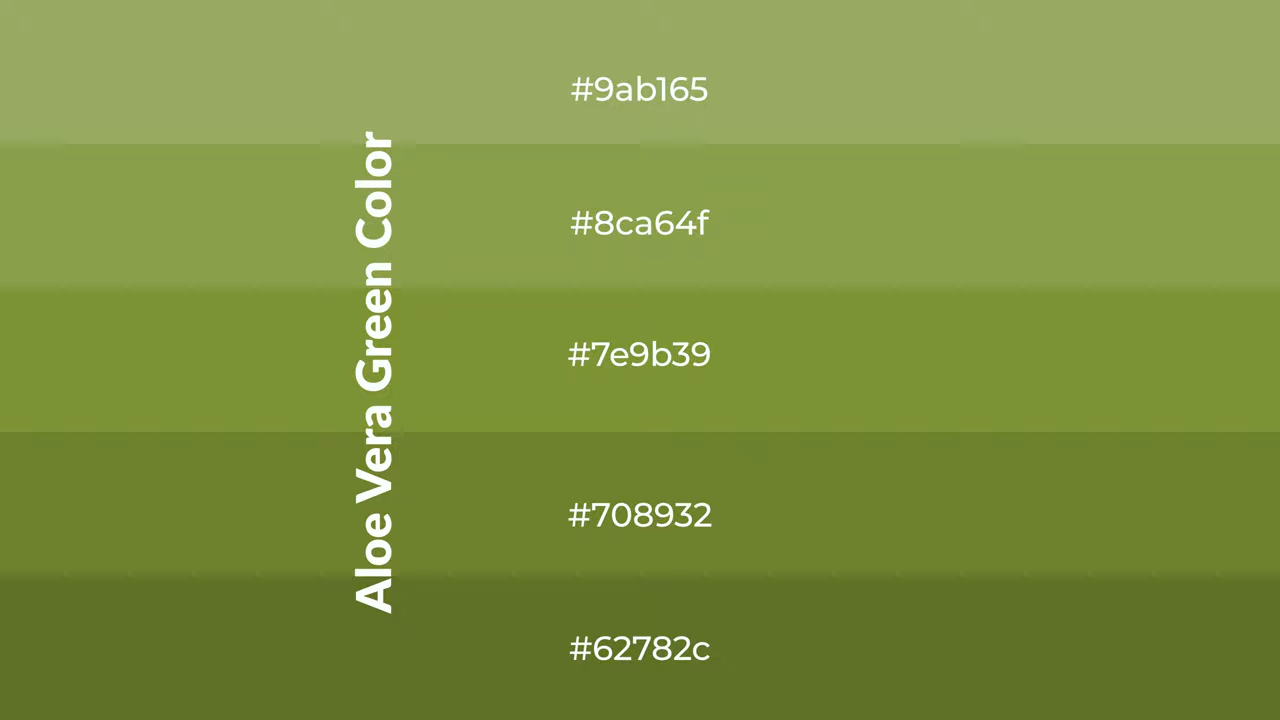 Aloe Vera Green Color
#9ab165
#8ca64f
#7e9b39
#708932
#62782c